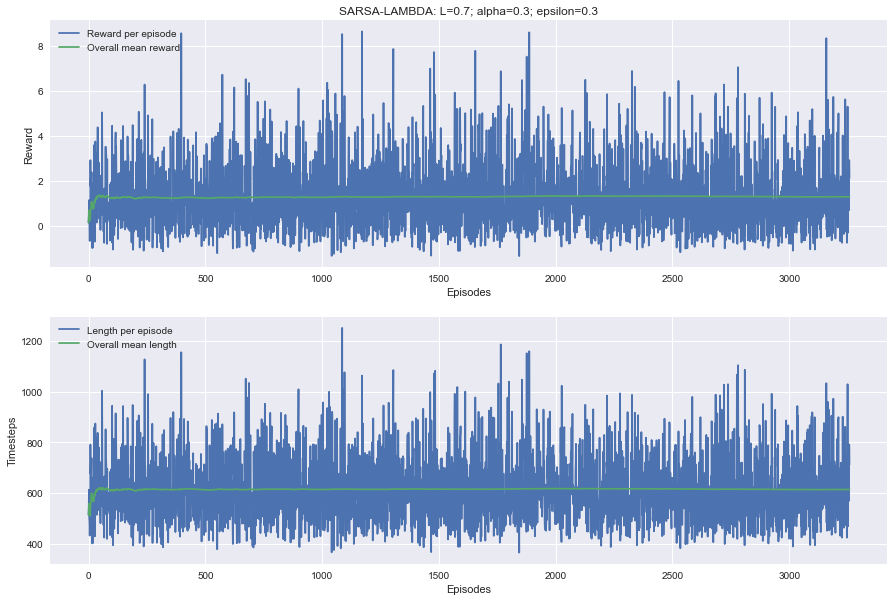 SARSA-LAMBDA: L=0.7; alpha=0.3; epsilon=0.3
Reward per episode
Overall mean reward
8
6
4
2
0
Reward
0 500 1000 1500 2000 2500 3000
Episodes
Length per episode
Overall mean length
1200
1000
800
600
400
Timesteps
0 500 1000 1500 2000 2500 3000
Episodes